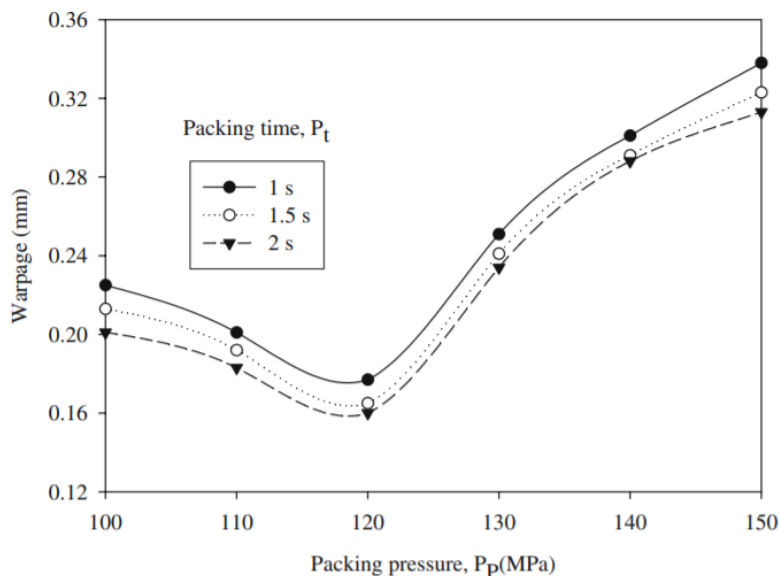 0.36
0.32
0.28
0.24
0.20
0.16
0.12
Warpage (mm)
Packing time, Pt
1 s
1.5 s
2 s
100 110 120 130 140 150
Packing pressure, PP(MPa)